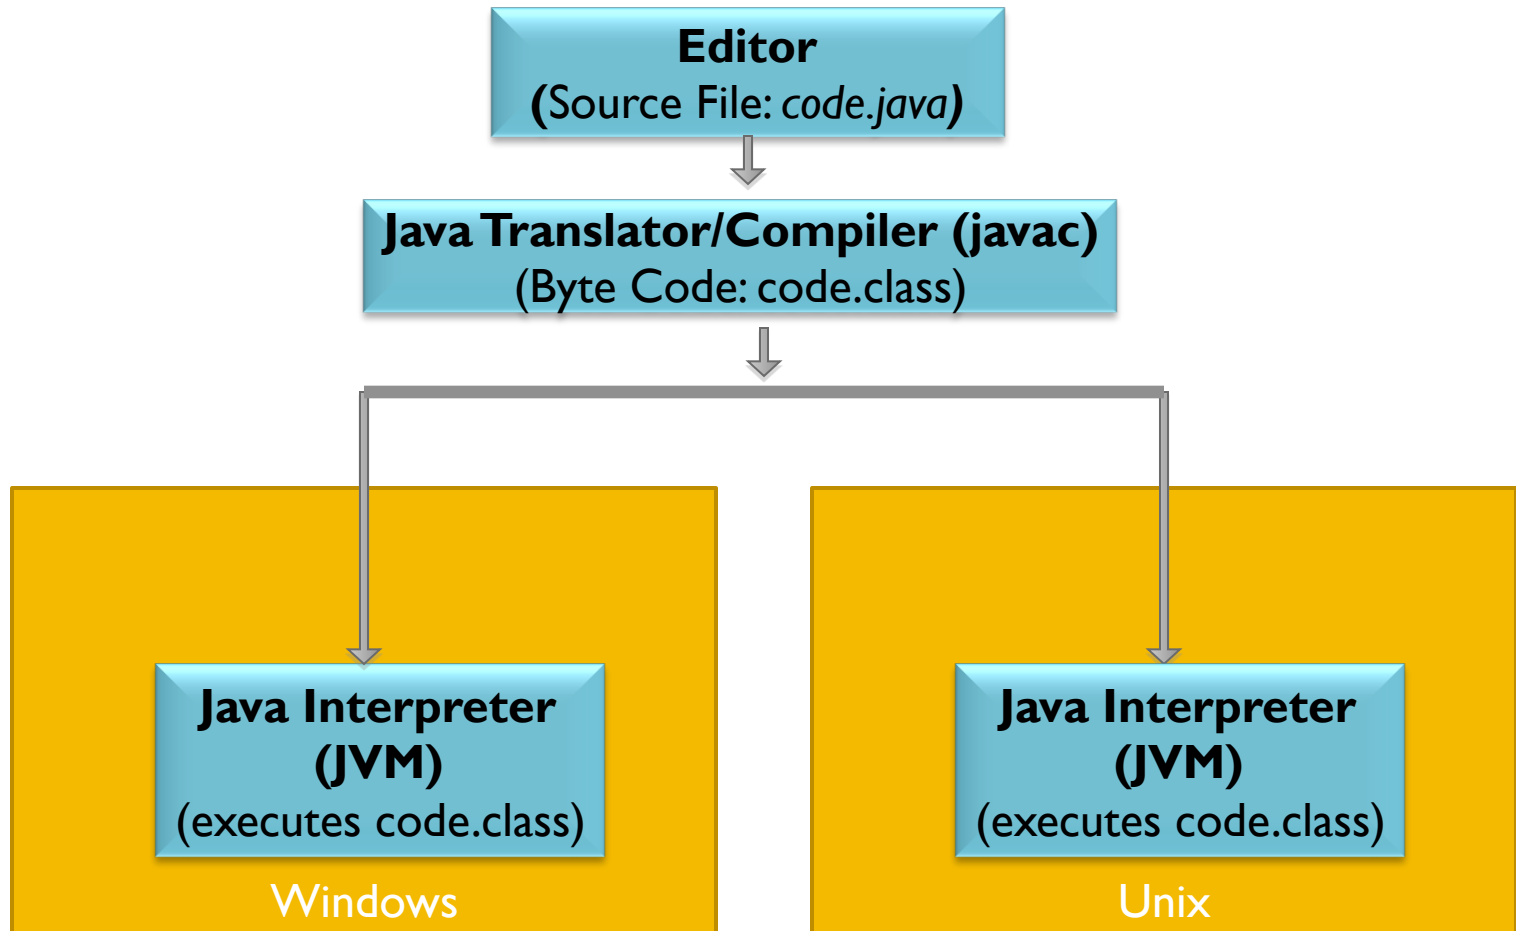 Editor
(Source File: code.java)
Java Translator/Compiler (javac)
(Byte Code: code.class)
Java Interpreter
(JVM)
(executes code.class)
Windows
Java Interpreter
(JVM)
(executes code.class)
Unix